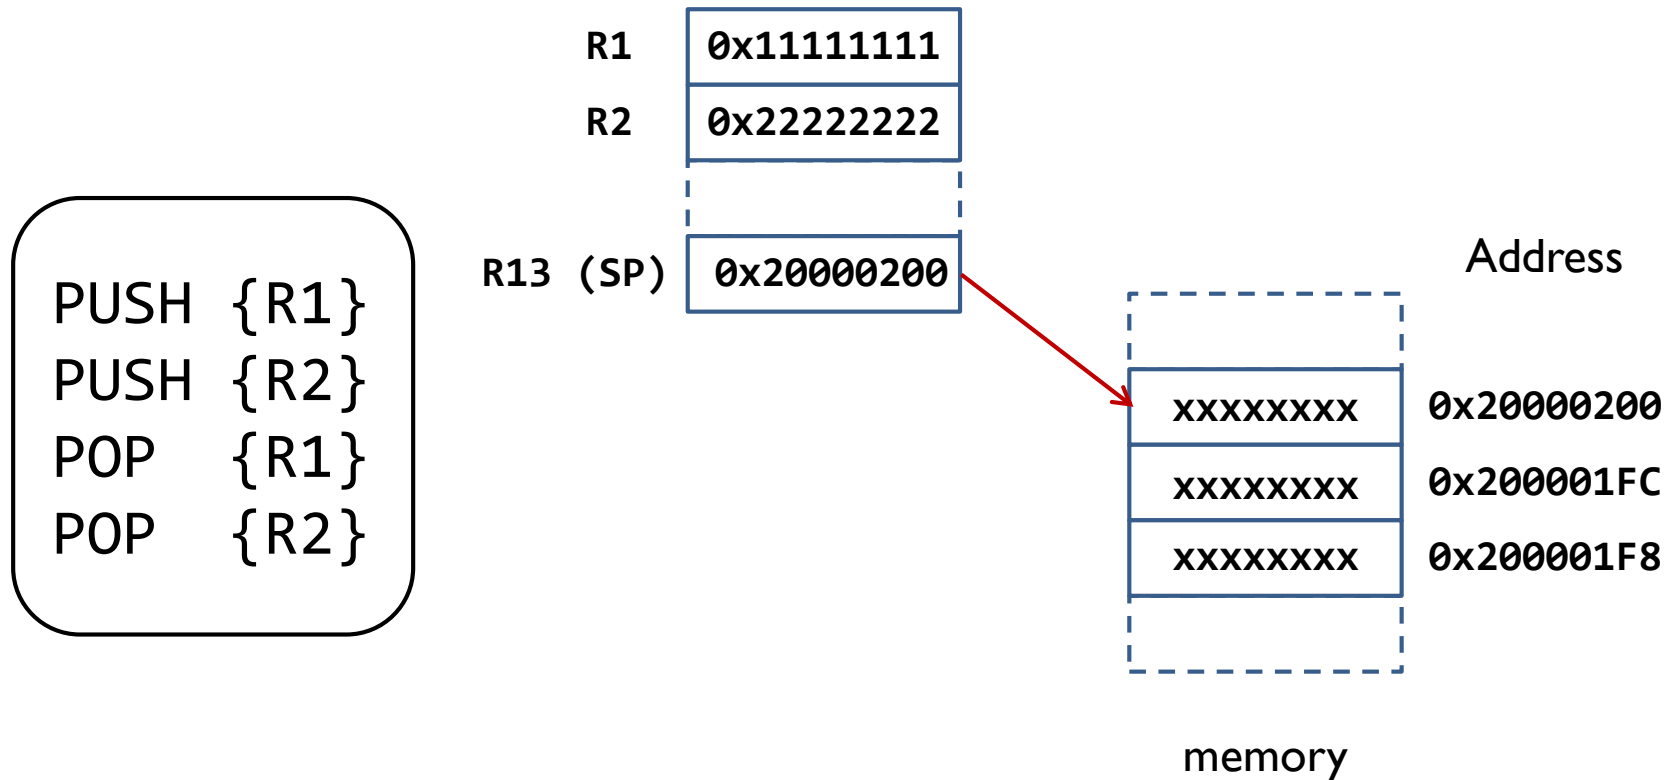 R1 0x11111111
R2 0x22222222
R13 (SP) 0x20000200
PUSH {R1}
PUSH {R2}
POP {R1}
POP {R2}
Address
xxxxxxxx 0x20000200
xxxxxxxx 0x200001FC
xxxxxxxx 0x200001F8
memory